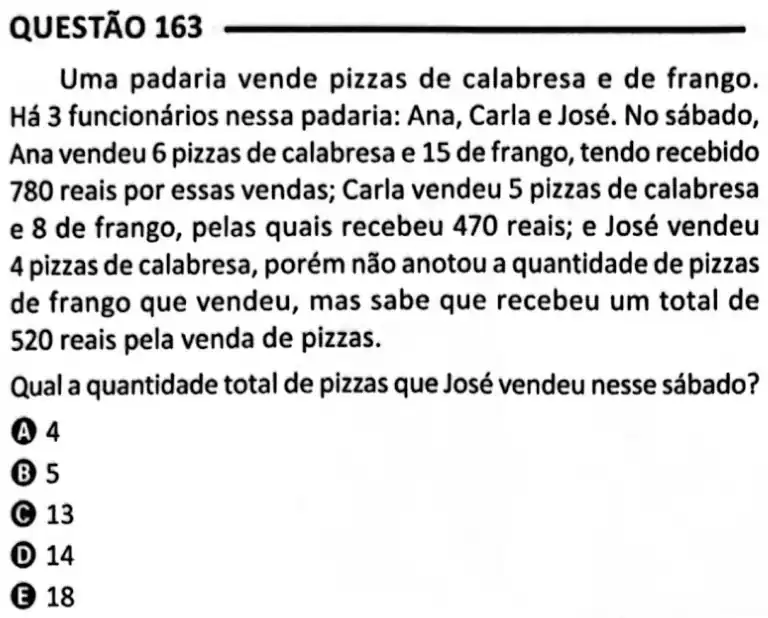 QUESTÃO 163
Uma padaria vende pizzas de calabresa e de frango.
Há 3 funcionários nessa padaria: Ana, Carla e José. No sábado,
Ana vendeu 6 pizzas de calabresa e 15 de frango, tendo recebido
780 reais por essas vendas; Carla vendeu 5 pizzas de calabresa
e 8 de frango, pelas quais recebeu 470 reais; e José vendeu
4 pizzas de calabresa, porém não anotou a quantidade de pizzas
de frango que vendeu, mas sabe que recebeu um total de
520 reais pela venda de pizzas.
Qual a quantidade total de pizzas que José vendeu nesse sábado?
A 4
B 5
C 13
D 14
E 18